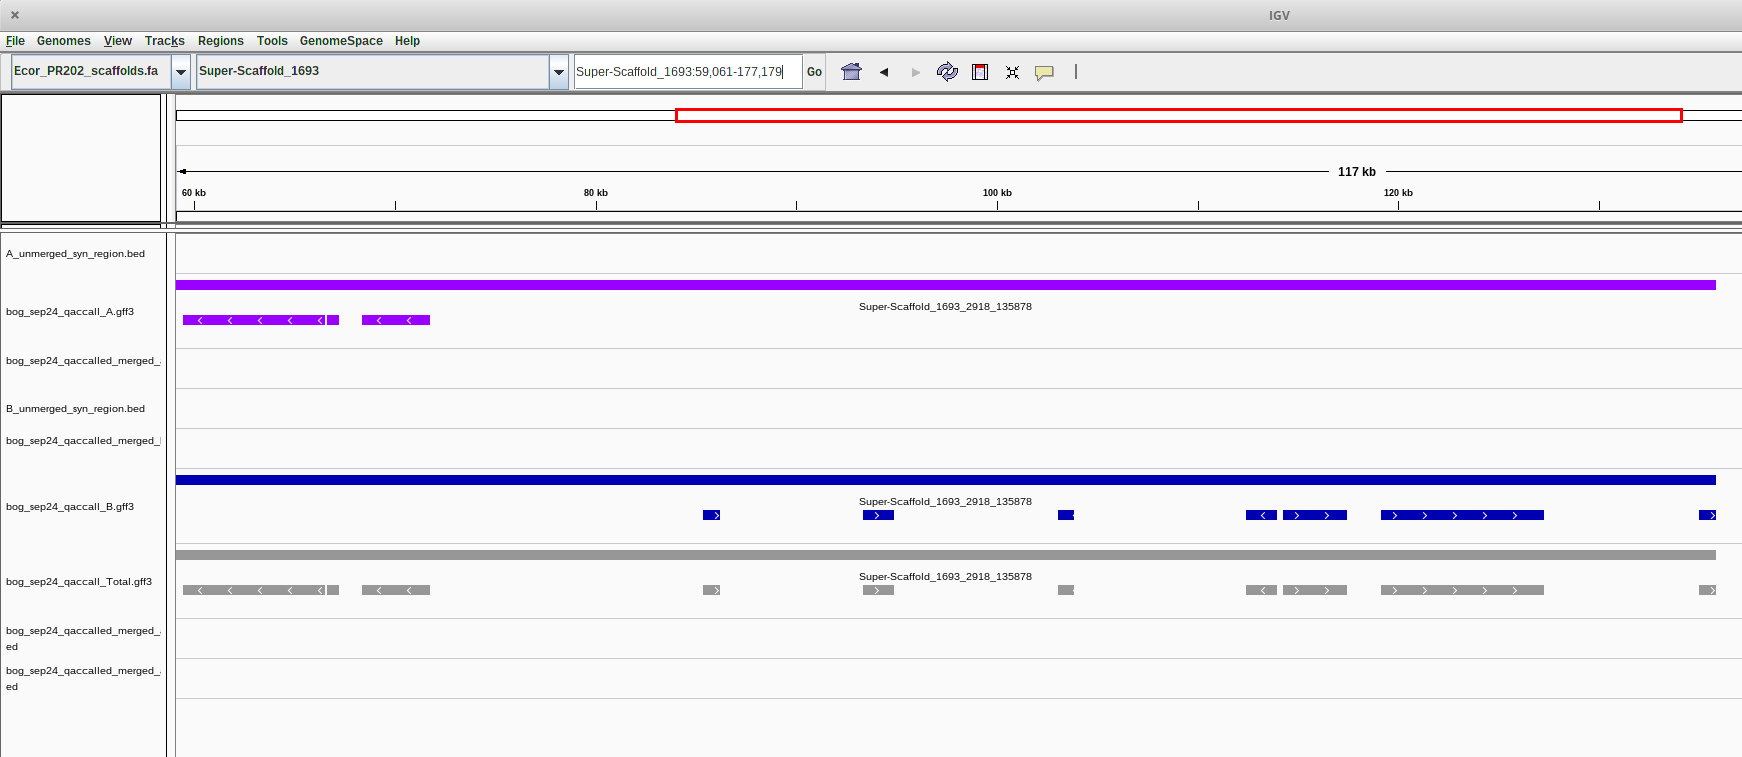 IGV
File Genomes View Tracks Regions Tools GenomeSpace Help
Ecor_PR202_scaffolds.fa Super-Scaffold_1693 Super-Scaffold_1693:59,061-177,179 Go
117 kb
60 kb 80 kb 100 kb 120 kb
A_unmerged_syn_region.bed
Super-Scaffold_1693_2918_135878
bog_sep24_qaccall_A.gff3
bog_sep24_qaccalled_merged_
B_unmerged_syn_region.bed
bog_sep24_qaccalled_merged_
Super-Scaffold_1693_2918_135878
bog_sep24_qaccall_B.gff3
Super-Scaffold_1693_2918_135878
bog_sep24_qaccall_Total.gff3
bog_sep24_qaccalled_merged_
ed
bog_sep24_qaccalled_merged_
ed